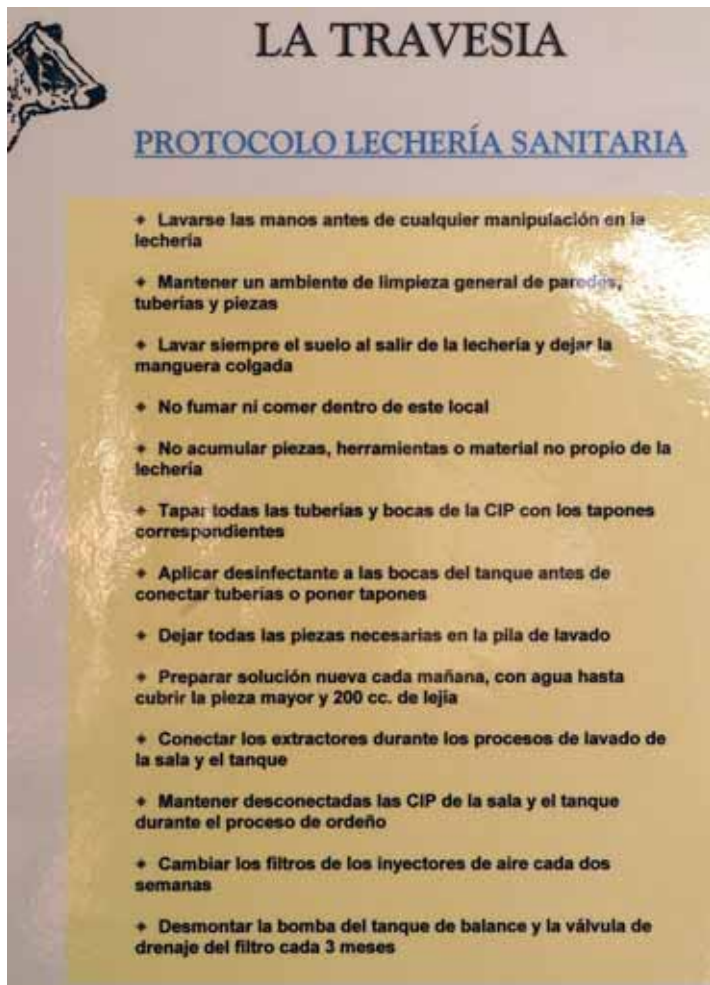 LA TRAVESIA
PROTOCOLO LECHERÍA SANITARIA
+ Lavarse las manos antes de cualquier manipulación en la
lechería
+ Mantener un ambiente de limpieza general de paredes,
tuberías y piezas
+ Lavar siempre el suelo al salir de la lechería y dejar la
manguera colgada
+ No fumar ni comer dentro de este local
+ No acumular piezas, herramientas o material no propio de la
lechería
+ Tapar todas las tuberías y bocas de la CIP con los tapones
correspondientes
+ Aplicar desinfectante a las bocas del tanque antes de
conectar tuberías o poner tapones
+ Dejar todas las piezas necesarias en la pila de lavado
+ Preparar solución nueva cada mañana, con agua hasta
cubrir la pieza mayor y 200 cc. de lejía
+ Conectar los extractores durante los procesos de lavado de
la sala y el tanque
+ Mantener desconectadas las CIP de la sala y el tanque
durante el proceso de ordeño
+ Cambiar los filtros de los inyectores de aire cada dos
semanas
+ Desmontar la bomba del tanque de balance y la válvula de
drenaje del filtro cada 3 meses